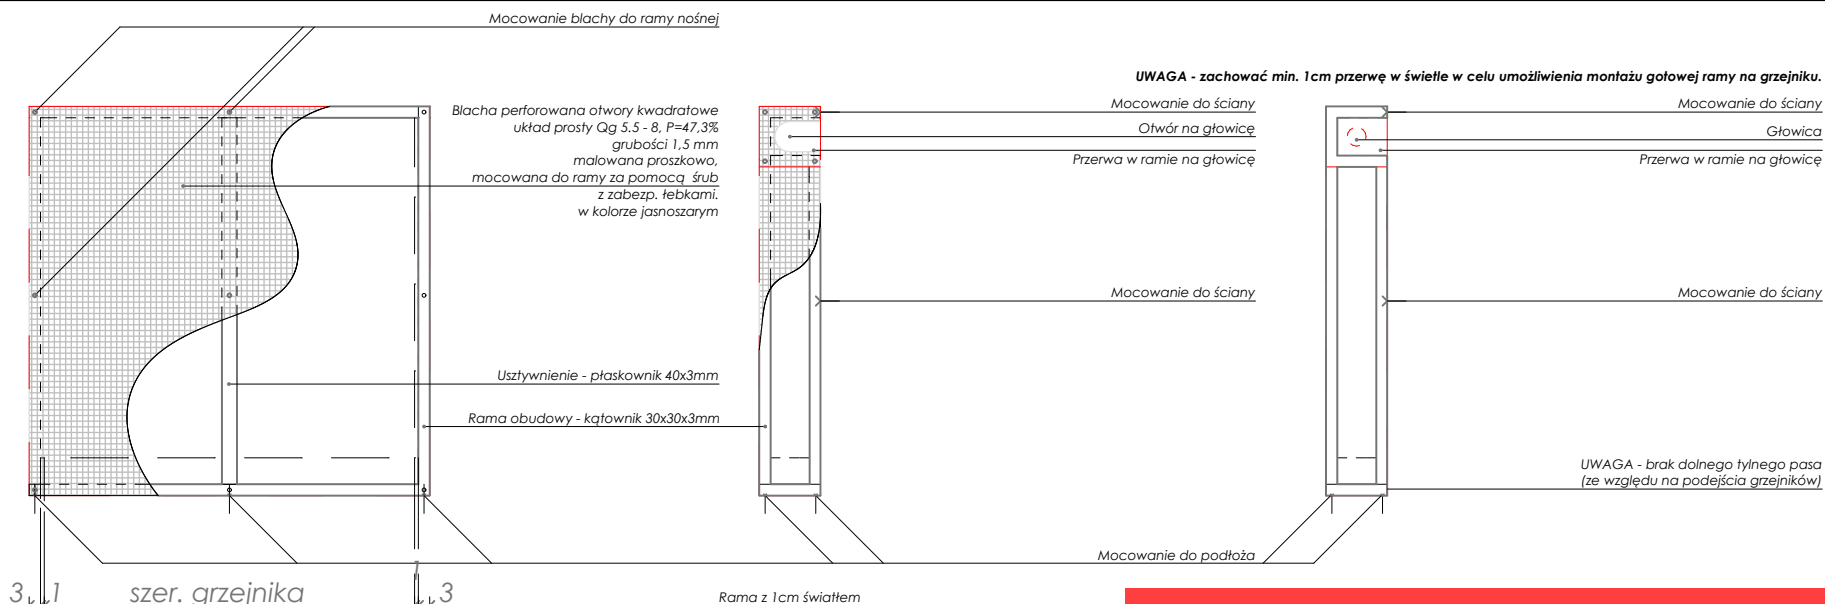 Mocowanie blachy do ramy nośnej
UWAGA - zachować min. 1cm przerwę w świetle w celu umożliwienia montażu gotowej ramy na grzejniku.
Blacha perforowana otwory kwadratowe
układ prosty Qg 5.5 - 8, P=47,3%
grubości 1,5 mm
malowana proszkowo,
mocowana do ramy za pomocą śrub
z zabezp. łebkami.
w kolorze jasnoszarym
Mocowanie do ściany
Otwór na głowicę
Przerwa w ramie na głowicę
Mocowanie do ściany
Głowica
Przerwa w ramie na głowicę
Mocowanie do ściany
Mocowanie do ściany
Usztywnienie - płaskownik 40x3mm
Rama obudowy - kątownik 30x30x3mm
UWAGA - brak dolnego tylnego pasa
(ze względu na podejścia grzejników)
Mocowanie do podłoża
3 1 szer. grzejnika 1 3
Rama z 1cm światłem